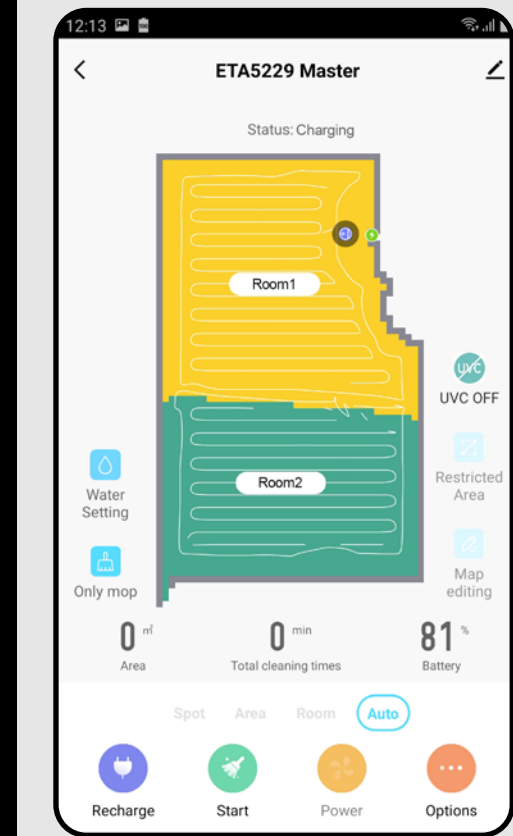 12:13
ETA5229 Master
Status: Charging
Room1
UVC
UVC OFF
Room2
Restricted
Area
Water
Setting
Map
editing
Only mop
0 ㎡
0 min
81 %
Area
Total cleaning times
Battery
Spot
Area
Room
Auto
Recharge
Start
Power
Options